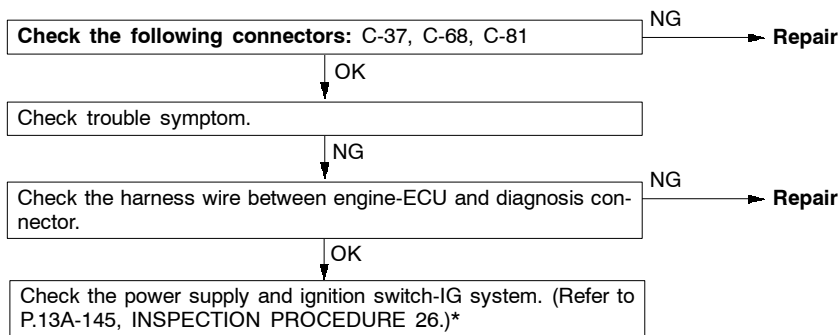 Check the following connectors: C-37, C-68, C-81
NG
Repair
OK
Check trouble symptom.
NG
Check the harness wire between engine-ECU and diagnosis con-
nector.
NG
Repair
OK
Check the power supply and ignition switch-IG system. (Refer to
P.13A-145, INSPECTION PROCEDURE 26.)*